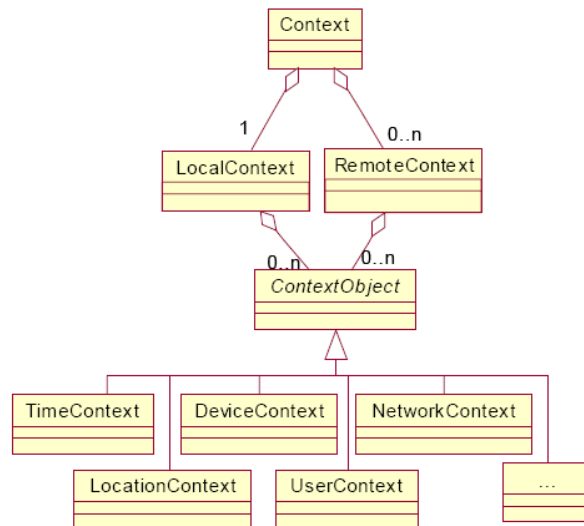 Context
1
0..n
LocalContext
RemoteContext
0..n
0..n
ContextObject
TimeContext
DeviceContext
NetworkContext
LocationContext
UserContext
...